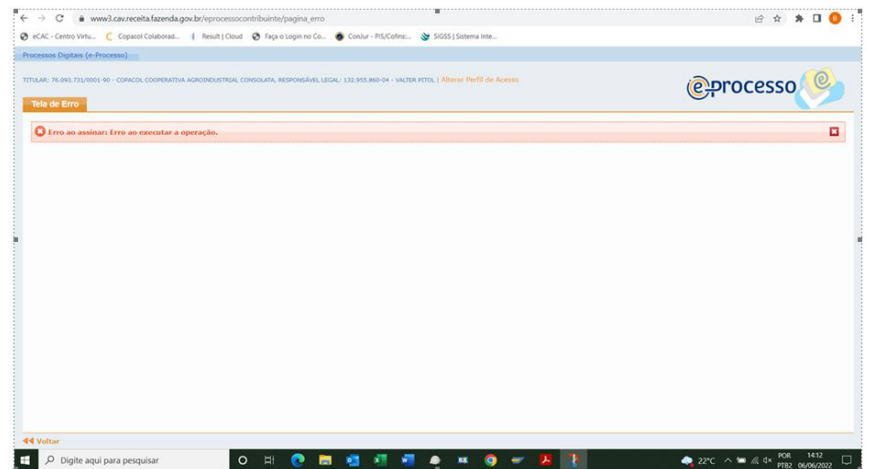 www3.cav.receita.fazenda.gov.br/eprocessocontribuinte/pagina_erro
eCAC - Centro Virtu... Copacol Colaborad... Result | Cloud Faça o Login no Co... ConJur - PIS/Cofins:... SIGSS | Sistema Inte...
Processos Digitais (e-Processo)
TITULAR: 76.093.731/0001-90 - COPACOL COOPERATIVA AGROINDUSTRIAL CONSOLATA, RESPONSÁVEL LEGAL: 132.955.860-04 - VALTER PITOL | Alterar Perfil de Acesso
e-processo
Tela de Erro
Erro ao assinar: Erro ao executar a operação.
Voltar
Digite aqui para pesquisar
22°C
POR 14:12
PTB2 06/06/2022